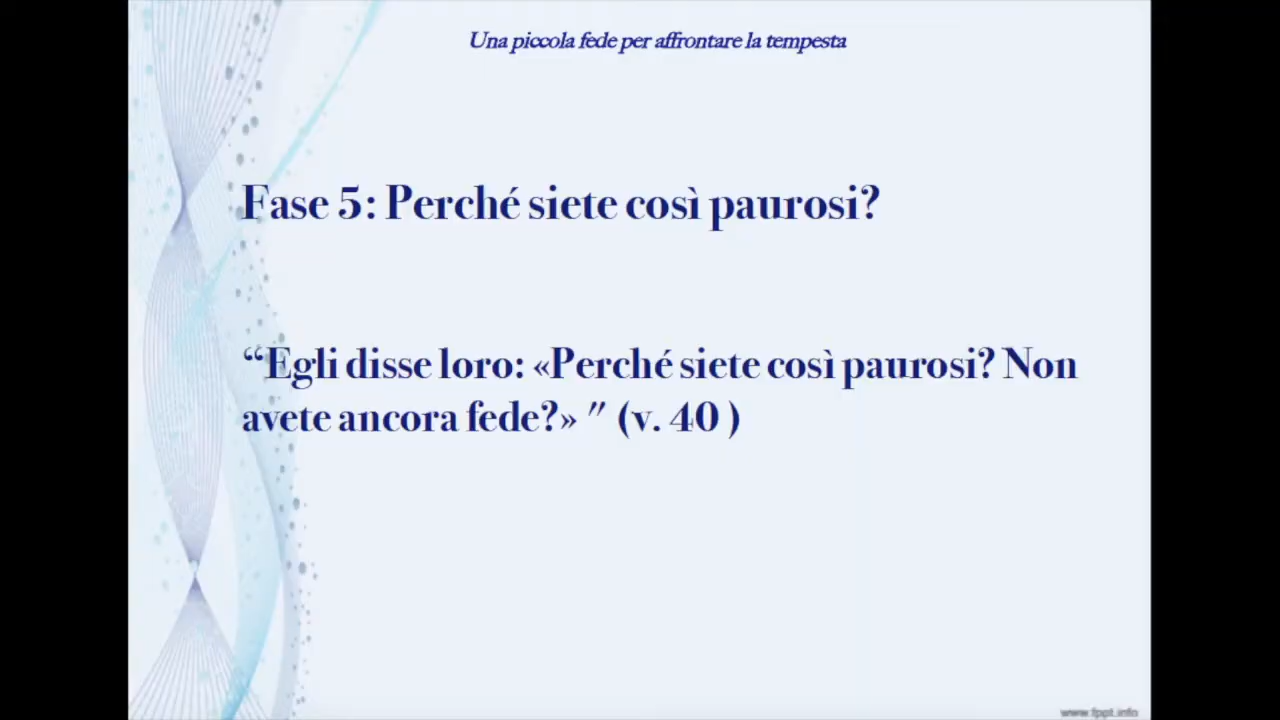 Una piccola fede per affrontare la tempesta
Fase 5: Perché siete così paurosi?
“Egli disse loro: «Perché siete così paurosi? Non
avete ancora fede?» " (v. 40 )
www.fppt.info